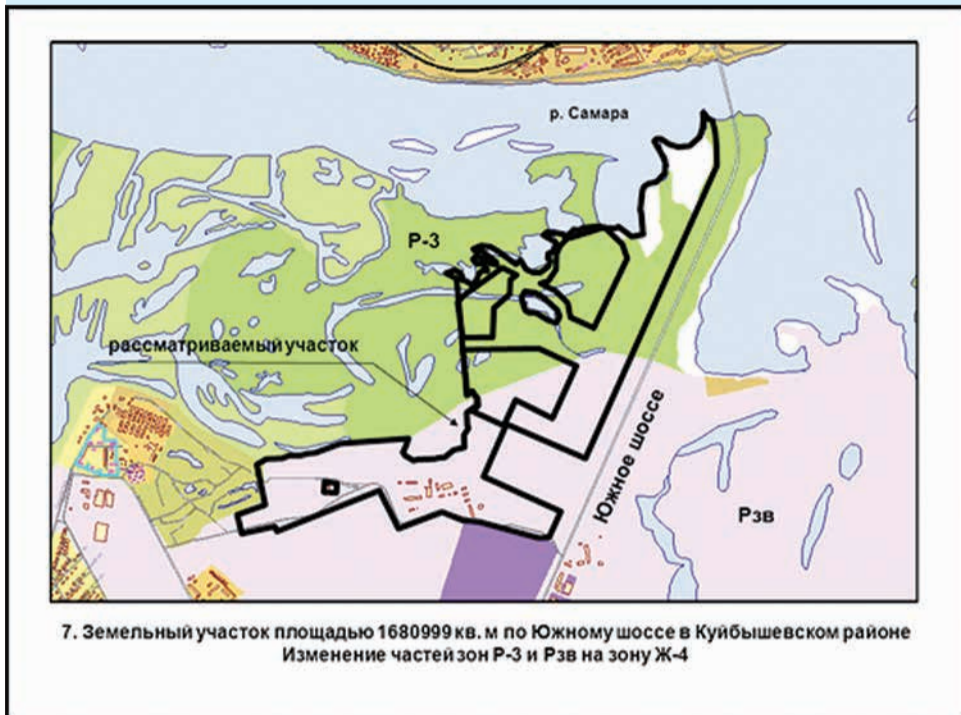 р. Самара
Р-3
рассматриваемый участок
Южное шоссе
Рзв
7. Земельный участок площадью 1680999 кв. м по Южному шоссе в Куйбышевском районе
Изменение частей зон Р-3 и Рзв на зону Ж-4